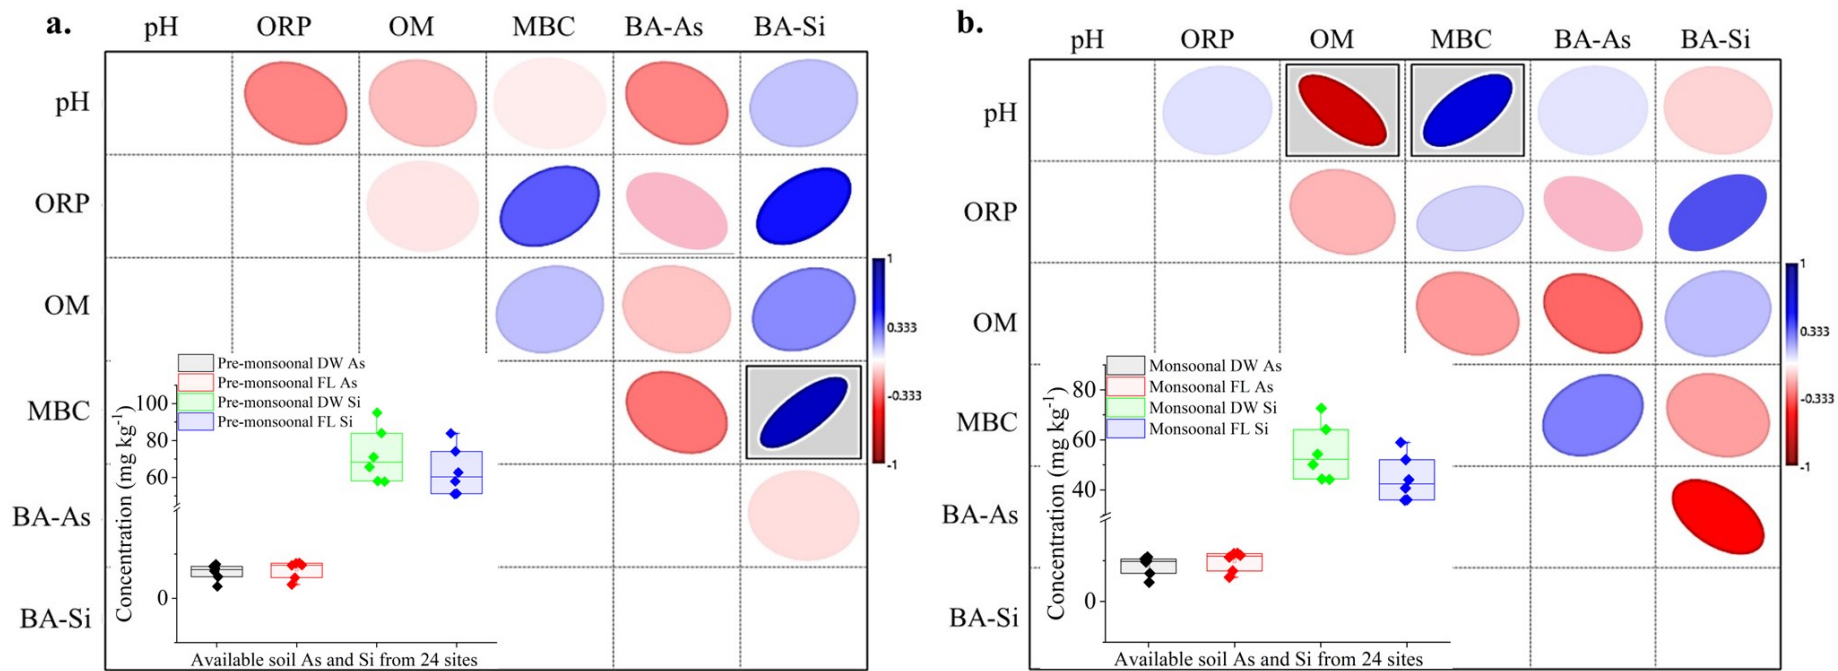 a.
pH ORP OM MBC BA-As BA-Si
pH
ORP
OM
MBC
BA-As
BA-Si
1
0.333
-0.333
-1
Pre-monsoonal DW As
Pre-monsoonal FL As
Pre-monsoonal DW Si
Pre-monsoonal FL Si
Concentration (mg kg⁻¹)
100
80
60
0
Available soil As and Si from 24 sites
b.
pH ORP OM MBC BA-As BA-Si
pH
ORP
OM
MBC
BA-As
BA-Si
1
0.333
-0.333
-1
Monsoonal DW As
Monsoonal FL As
Monsoonal DW Si
Monsoonal FL Si
Concentration (mg kg⁻¹)
80
60
40
0
Available soil As and Si from 24 sites